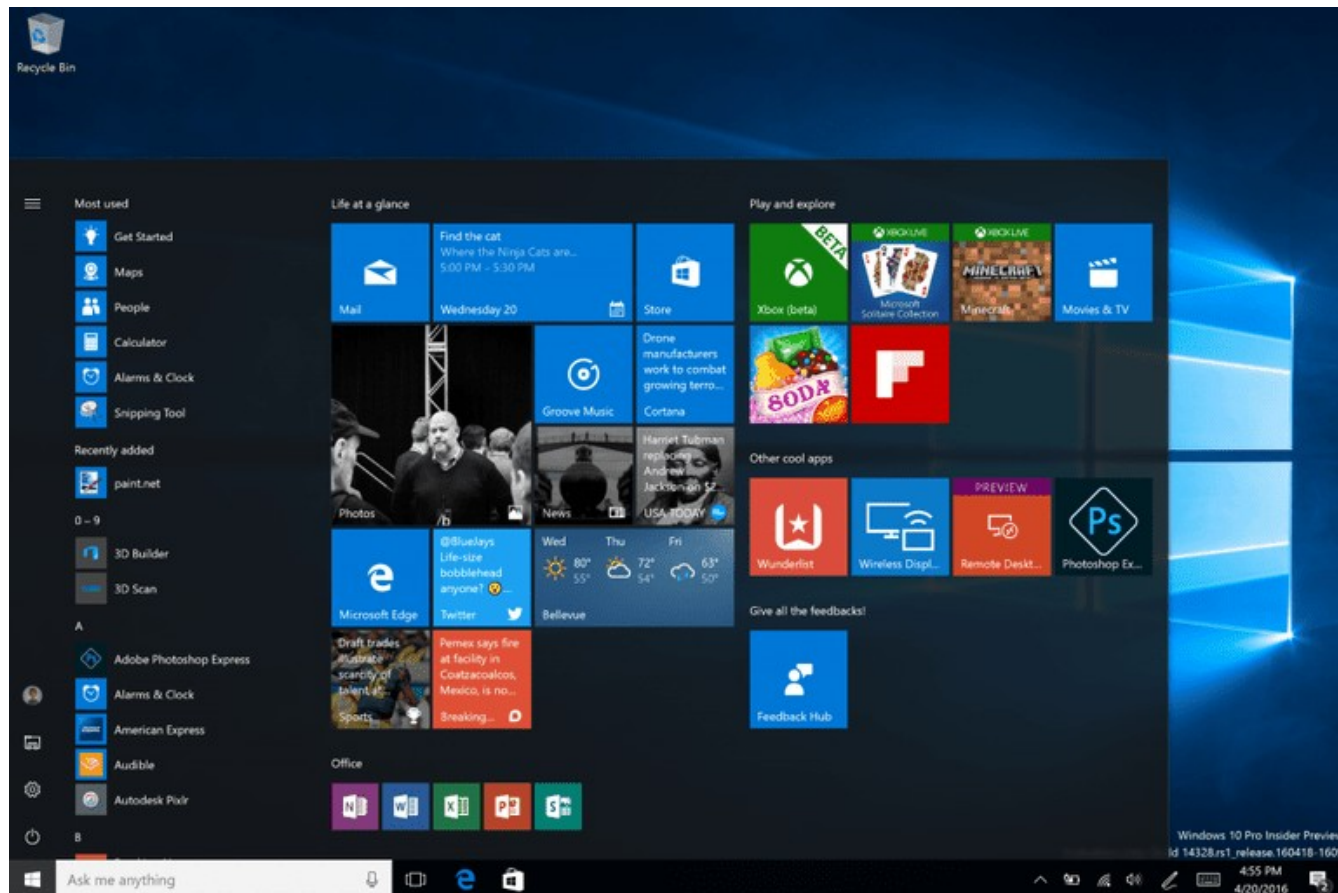 Recycle Bin
Most used
Get Started
Maps
People
Calculator
Alarms & Clock
Snipping Tool
Recently added
paint.net
0 – 9
3D Builder
3D Scan
A
Adobe Photoshop Express
Alarms & Clock
American Express
Audible
Autodesk Pixlr
B
Life at a glance
Mail
Find the cat
Where the Ninja Cats are...
5:00 PM – 5:30 PM
Wednesday 20
Store
Photos
Groove Music
Drone
manufacturers
work to combat
growing terro...
Cortana
News
Harriet Tubman
replacing
Andrew
Jackson on $2
USA TODAY
Microsoft Edge
@BlueJays
Life-size
bobblehead
anyone? 😮...
Twitter
Wed Thu Fri
80° 72° 63°
55° 54° 50°
Bellevue
Draft trades
illustrate
scarcity of
talent at
Sports
Pemex says fire
at facility in
Coatzacoalcos,
Mexico, is no...
Breaking...
Office
Play and explore
BETA
Xbox (beta)
XBOX LIVE
Microsoft
Solitaire Collection
XBOX LIVE
MINECRAFT
Minecraft
Movies & TV
SODA
Other cool apps
Wunderlist
Wireless Displ...
PREVIEW
Remote Deskt...
Ps
Photoshop Ex...
Give all the feedbacks!
Feedback Hub
Windows 10 Pro Insider Preview
14328.rs1_release.160418-160
Ask me anything
4:55 PM
4/20/2016